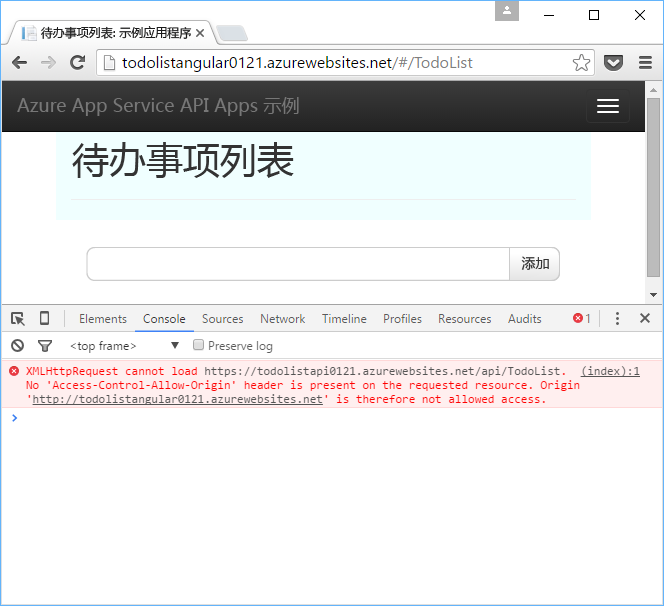 待办事项列表: 示例应用程序
todolistangular0121.azurewebsites.net/#/TodoList
Azure App Service API Apps 示例
待办事项列表
添加
Elements Console Sources Network Timeline Profiles Resources Audits 1
<top frame> Preserve log
XMLHttpRequest cannot load https://todolistapi0121.azurewebsites.net/api/TodoList. (index):1
No 'Access-Control-Allow-Origin' header is present on the requested resource. Origin
'http://todolistangular0121.azurewebsites.net' is therefore not allowed access.